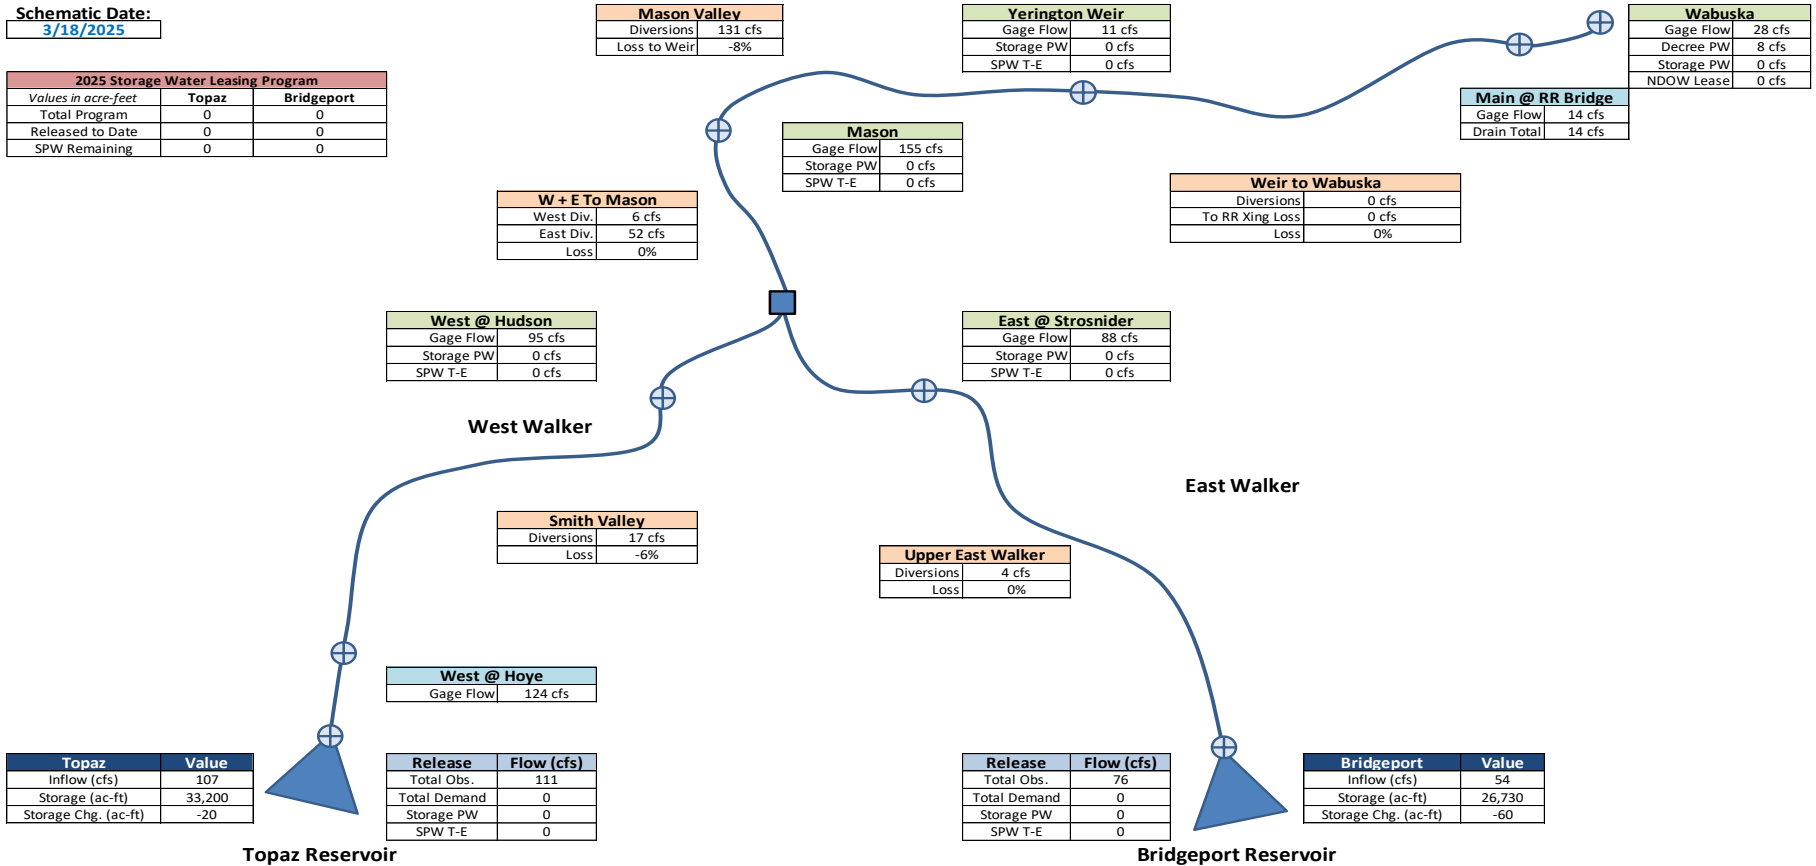 Schematic Date:
3/18/2025
2025 Storage Water Leasing Program
Values in acre-feet Topaz Bridgeport
Total Program 0 0
Released to Date 0 0
SPW Remaining 0 0
Mason Valley
Diversions 131 cfs
Loss to Weir -8%
Yerington Weir
Gage Flow 11 cfs
Storage PW 0 cfs
SPW T-E 0 cfs
Wabuska
Gage Flow 28 cfs
Decree PW 8 cfs
Storage PW 0 cfs
NDOW Lease 0 cfs
Main @ RR Bridge
Gage Flow 14 cfs
Drain Total 14 cfs
Mason
Gage Flow 155 cfs
Storage PW 0 cfs
SPW T-E 0 cfs
W + E To Mason
West Div. 6 cfs
East Div. 52 cfs
Loss 0%
Weir to Wabuska
Diversions 0 cfs
To RR Xing Loss 0 cfs
Loss 0%
West @ Hudson
Gage Flow 95 cfs
Storage PW 0 cfs
SPW T-E 0 cfs
East @ Strosnider
Gage Flow 88 cfs
Storage PW 0 cfs
SPW T-E 0 cfs
West Walker
East Walker
Smith Valley
Diversions 17 cfs
Loss -6%
Upper East Walker
Diversions 4 cfs
Loss 0%
West @ Hoye
Gage Flow 124 cfs
Topaz Value
Inflow (cfs) 107
Storage (ac-ft) 33,200
Storage Chg. (ac-ft) -20
Release Flow (cfs)
Total Obs. 111
Total Demand 0
Storage PW 0
SPW T-E 0
Release Flow (cfs)
Total Obs. 76
Total Demand 0
Storage PW 0
SPW T-E 0
Bridgeport Value
Inflow (cfs) 54
Storage (ac-ft) 26,730
Storage Chg. (ac-ft) -60
Topaz Reservoir
Bridgeport Reservoir